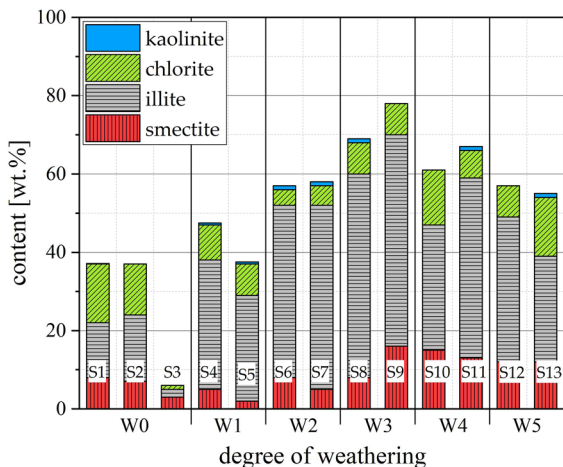 100
80
60
40
20
0
content [wt.%]
kaolinite
chlorite
illite
smectite
S1 S2 S3 S4 S5 S6 S7 S8 S9 S10 S11 S12 S13
W0 W1 W2 W3 W4 W5
degree of weathering